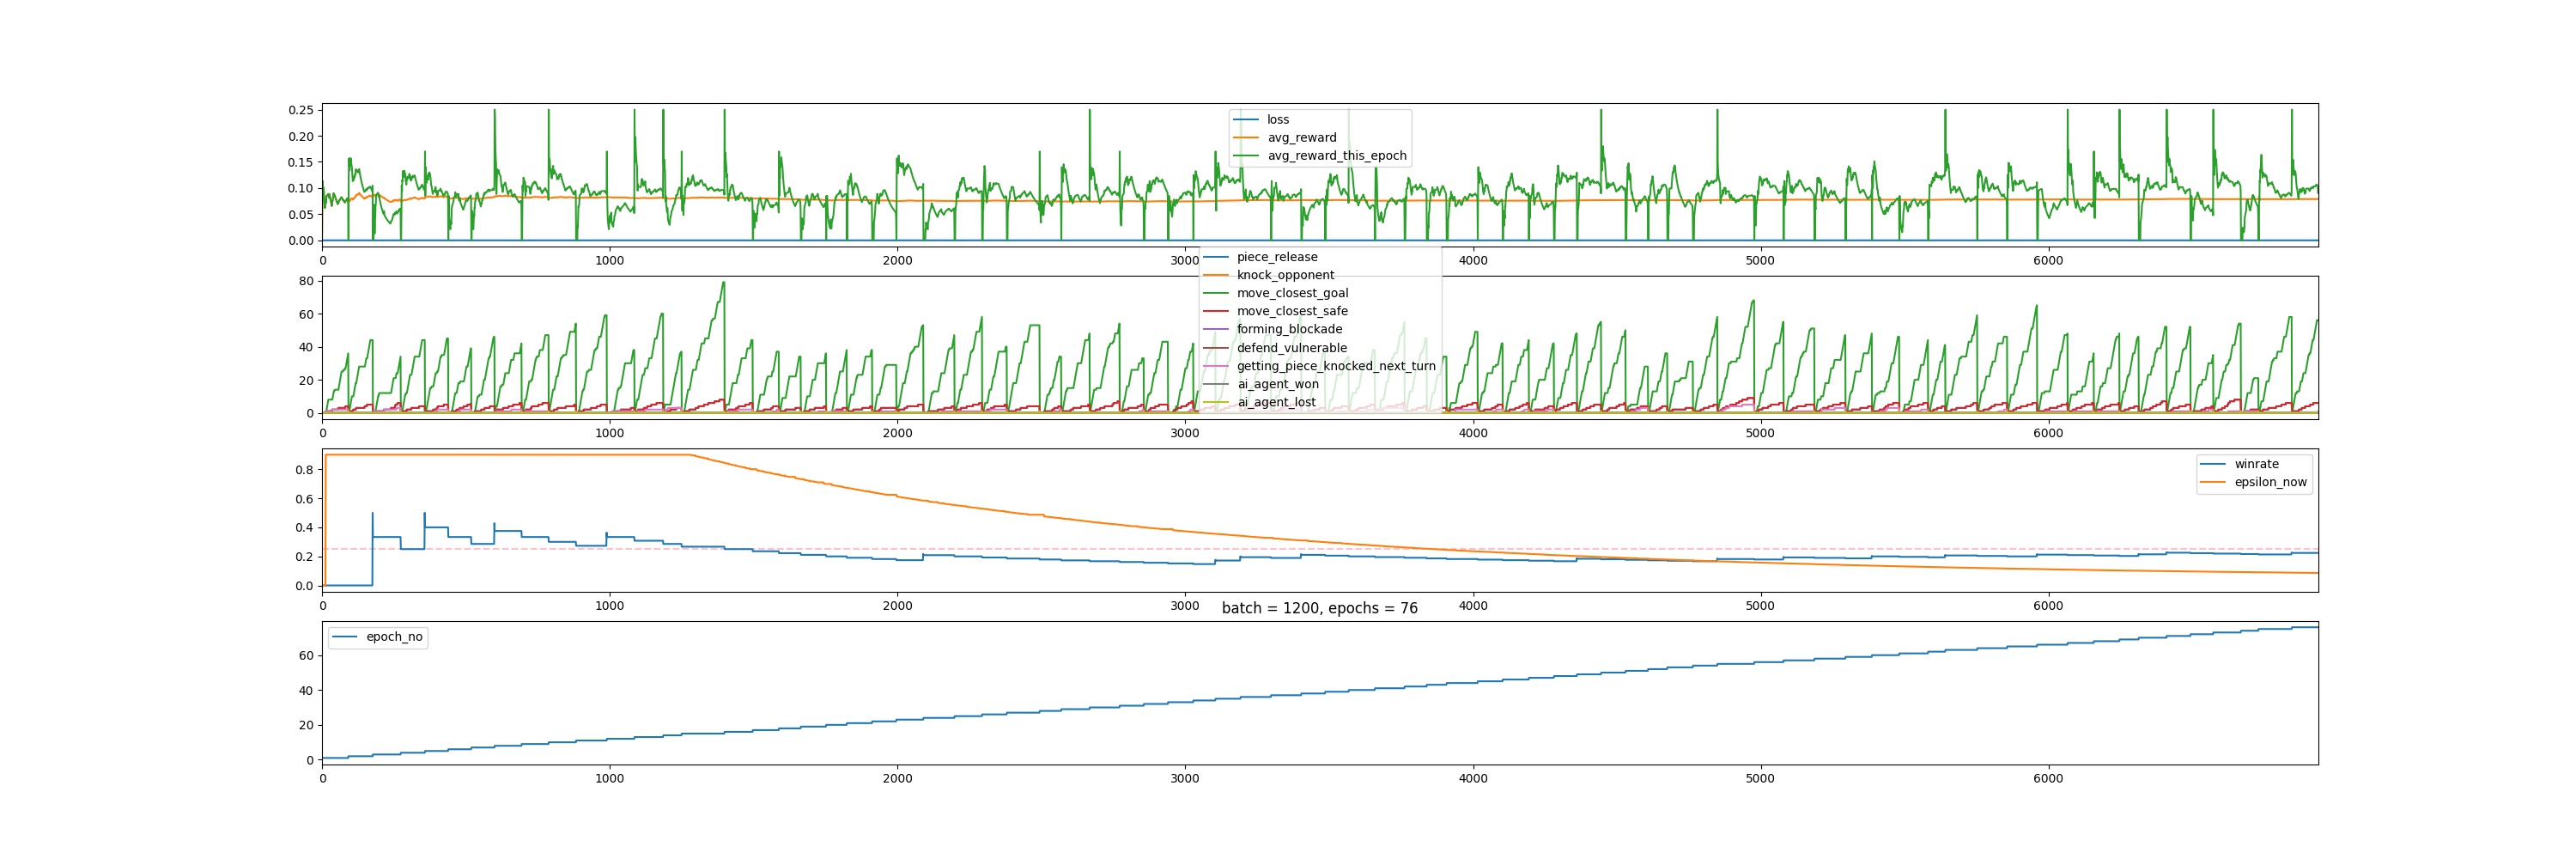 0.25
0.20
0.15
0.10
0.05
0.00
loss
avg_reward
avg_reward_this_epoch
0 1000 2000 3000 4000 5000 6000
80
60
40
20
0
piece_release
knock_opponent
move_closest_goal
move_closest_safe
forming_blockade
defend_vulnerable
getting_piece_knocked_next_turn
ai_agent_won
ai_agent_lost
0 1000 2000 3000 4000 5000 6000
0.8
0.6
0.4
0.2
0.0
winrate
epsilon_now
0 1000 2000 3000 4000 5000 6000
batch = 1200, epochs = 76
60
40
20
0
epoch_no
0 1000 2000 3000 4000 5000 6000